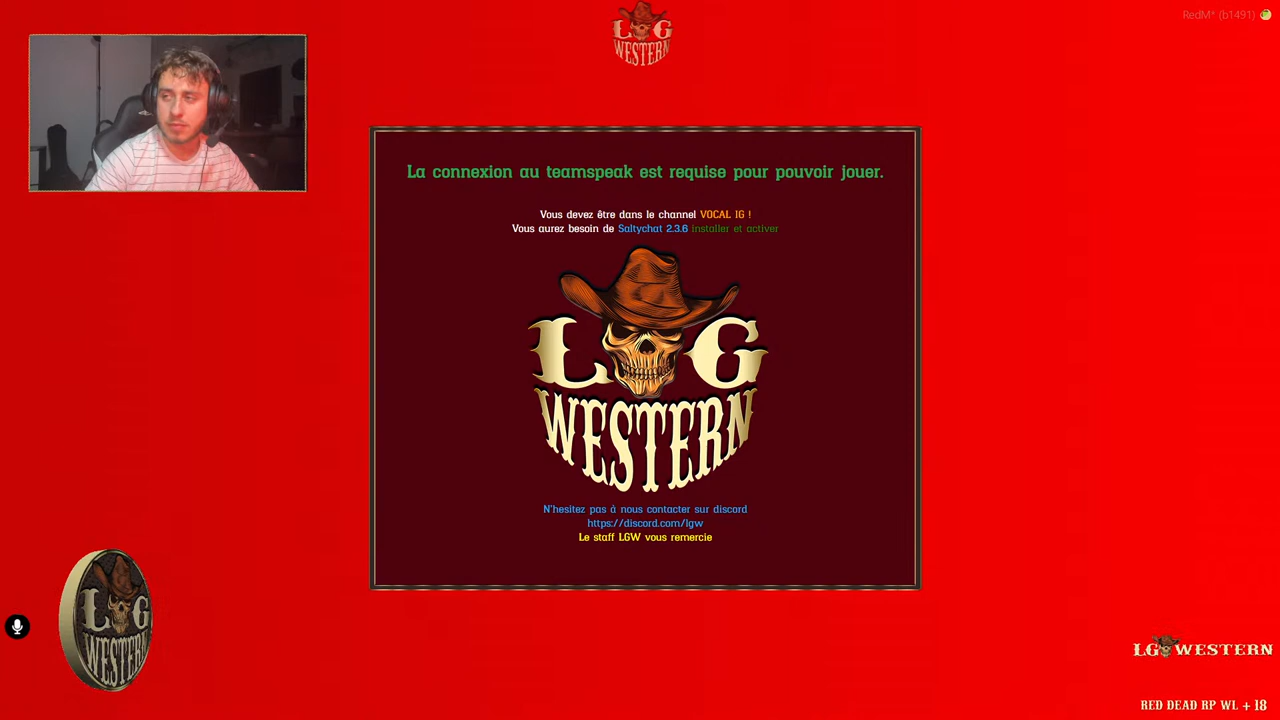 LG
WESTERN
RedM* (b1491)
La connexion au teamspeak est requise pour pouvoir jouer.
Vous devez être dans le channel VOCAL IG !
Vous aurez besoin de Saltychat 2.3.6 installer et activer
LG
WESTERN
N'hesitez pas à nous contacter sur discord
https://discord.com/lgw
Le staff LGW vous remercie
LG
WESTERN
LG WESTERN
RED DEAD RP WL + 18